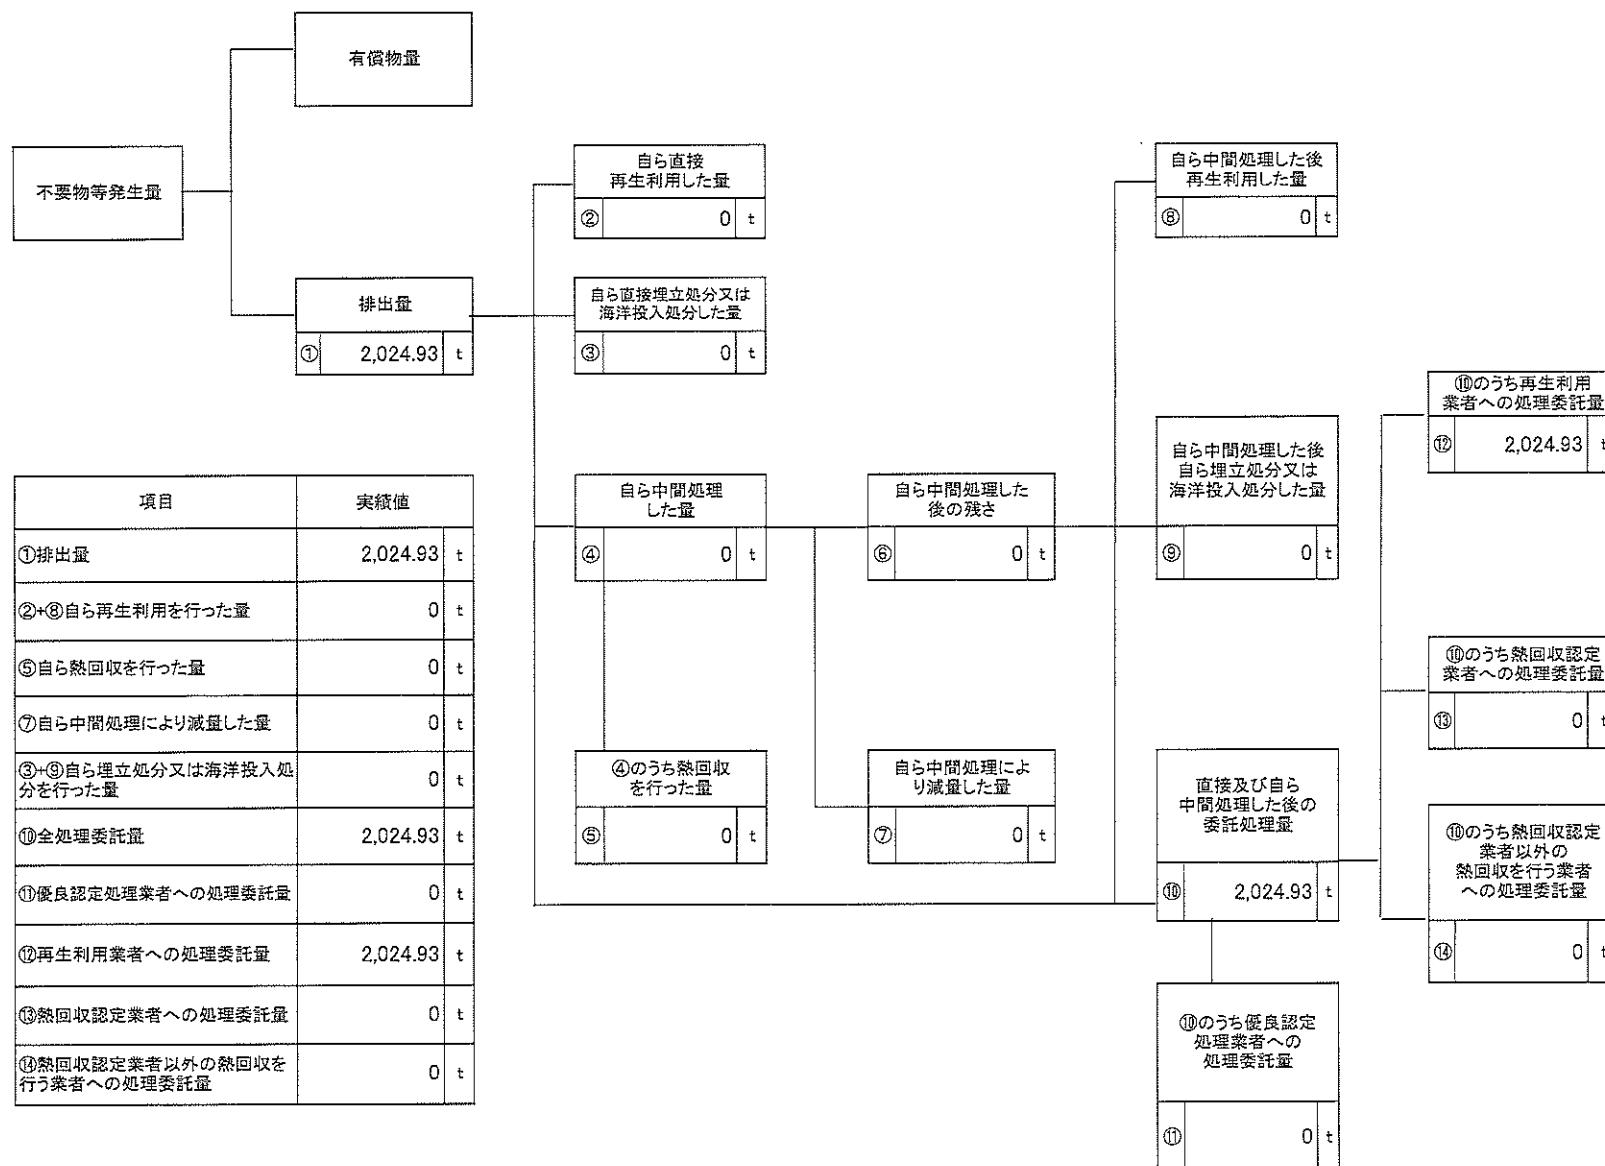 有償物量
不要物等発生量
排出量
① 2,024.93 t
自ら直接
再生利用した量
② 0 t
自ら直接埋立処分又は
海洋投入処分した量
③ 0 t
自ら中間処理
した量
④ 0 t
④のうち熱回収
を行った量
⑤ 0 t
自ら中間処理した
後の残さ
⑥ 0 t
自ら中間処理によ
り減量した量
⑦ 0 t
自ら中間処理した後
再生利用した量
⑧ 0 t
自ら中間処理した後
自ら埋立処分又は
海洋投入処分した量
⑨ 0 t
直接及び自ら
中間処理した後の
委託処理量
⑩ 2,024.93 t
⑩のうち優良認定
処理業者への
処理委託量
⑪ 0 t
⑩のうち再生利用
業者への処理委託量
⑫ 2,024.93 t
⑩のうち熱回収認定
業者への処理委託量
⑬ 0 t
⑩のうち熱回収認定
業者以外の
熱回収を行う業者
への処理委託量
⑭ 0 t
項目 実績値
①排出量 2,024.93 t
②+⑧自ら再生利用を行った量 0 t
⑤自ら熱回収を行った量 0 t
⑦自ら中間処理により減量した量 0 t
③+⑨自ら埋立処分又は海洋投入処
分を行った量 0 t
⑩全処理委託量 2,024.93 t
⑪優良認定処理業者への処理委託量 0 t
⑫再生利用業者への処理委託量 2,024.93 t
⑬熱回収認定業者への処理委託量 0 t
⑭熱回収認定業者以外の熱回収を
行う業者への処理委託量 0 t